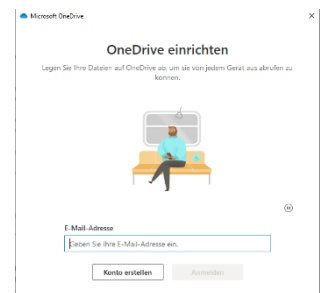 Microsoft OneDrive
OneDrive einrichten
Legen Sie Ihre Dateien auf OneDrive ab, um sie von jedem Gerät aus abrufen zu
können.
E-Mail-Adresse
Geben Sie Ihre E-Mail-Adresse ein.
Konto erstellen
Anmelden